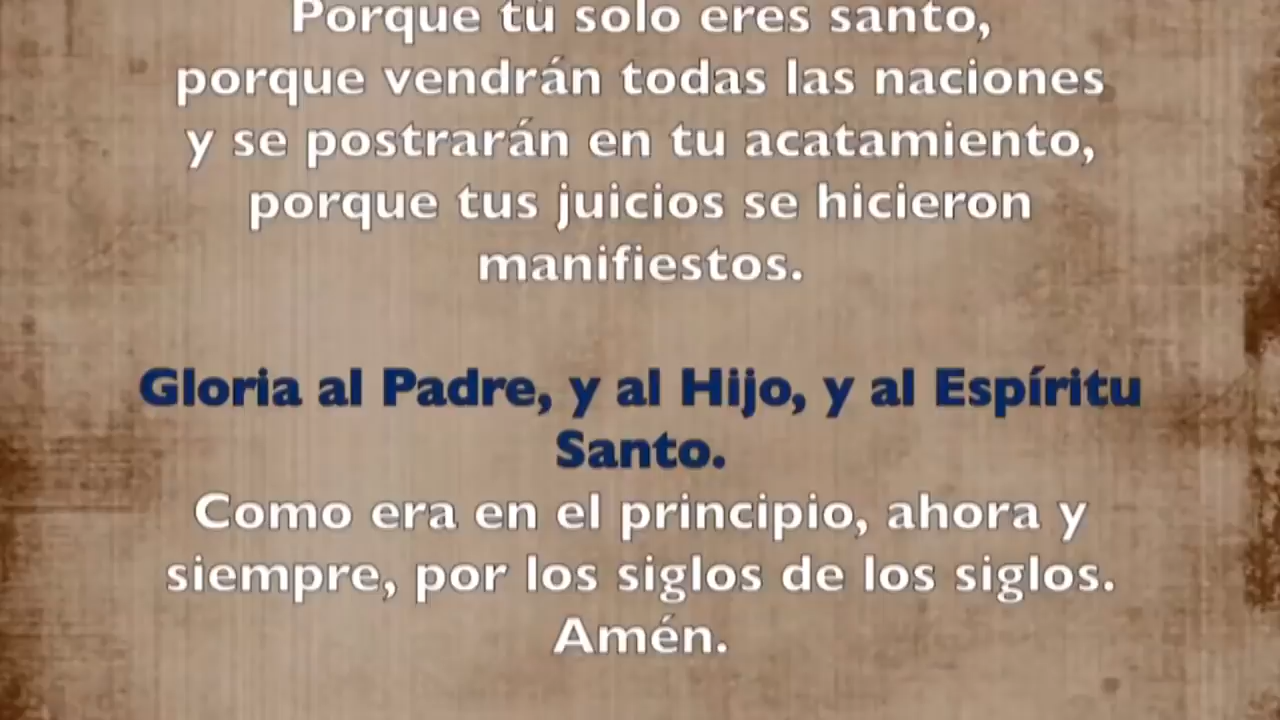 Porque tú solo eres santo,
porque vendrán todas las naciones
y se postrarán en tu acatamiento,
porque tus juicios se hicieron
manifiestos.
Gloria al Padre, y al Hijo, y al Espíritu
Santo.
Como era en el principio, ahora y
siempre, por los siglos de los siglos.
Amén.